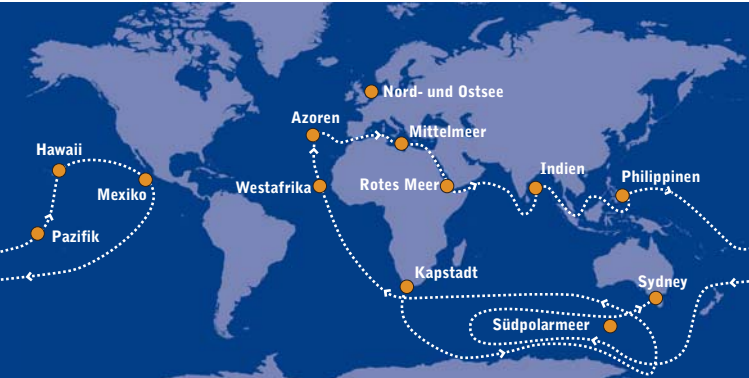 Nord- und Ostsee
Azoren
Mittelmeer
Hawaii
Mexiko
Westafrika
Rotes Meer
Indien
Philippinen
Pazifik
Kapstadt
Sydney
Südpolarmeer